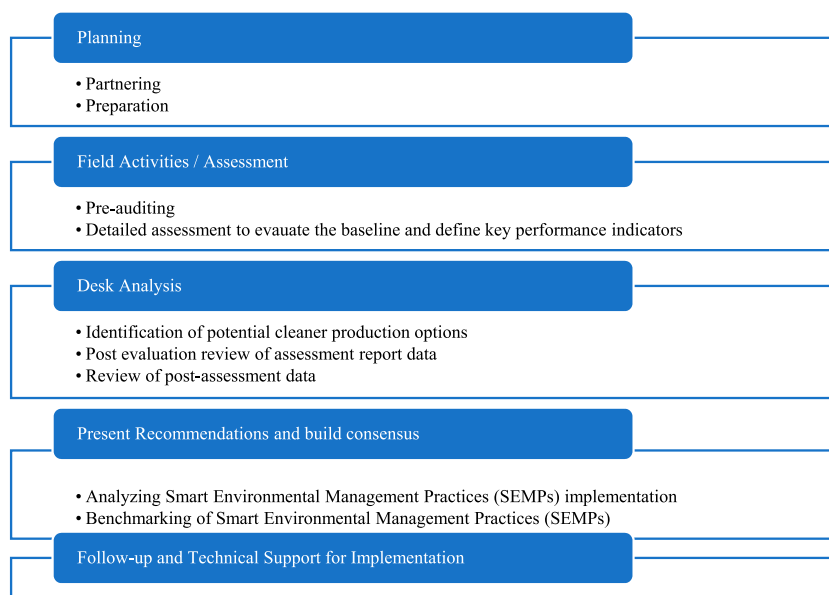 Planning
• Partnering
• Preparation
Field Activities / Assessment
• Pre-auditing
• Detailed assessment to evauate the baseline and define key performance indicators
Desk Analysis
• Identification of potential cleaner production options
• Post evaluation review of assessment report data
• Review of post-assessment data
Present Recommendations and build consensus
• Analyzing Smart Environmental Management Practices (SEMPs) implementation
• Benchmarking of Smart Environmental Management Practices (SEMPs)
Follow-up and Technical Support for Implementation